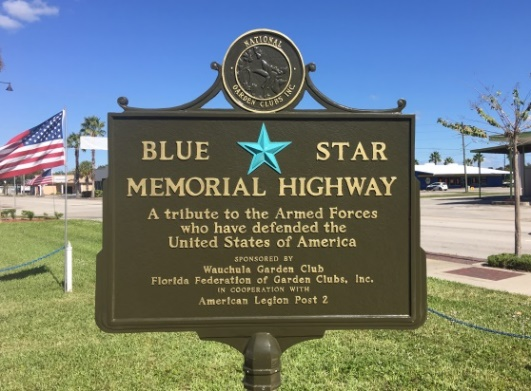 NATIONAL
GARDEN CLUBS INC.
BLUE STAR
MEMORIAL HIGHWAY
A tribute to the Armed Forces
who have defended the
United States of America
SPONSORED BY
Wauchula Garden Club
Florida Federation of Garden Clubs, Inc.
IN COOPERATION WITH
American Legion Post 2